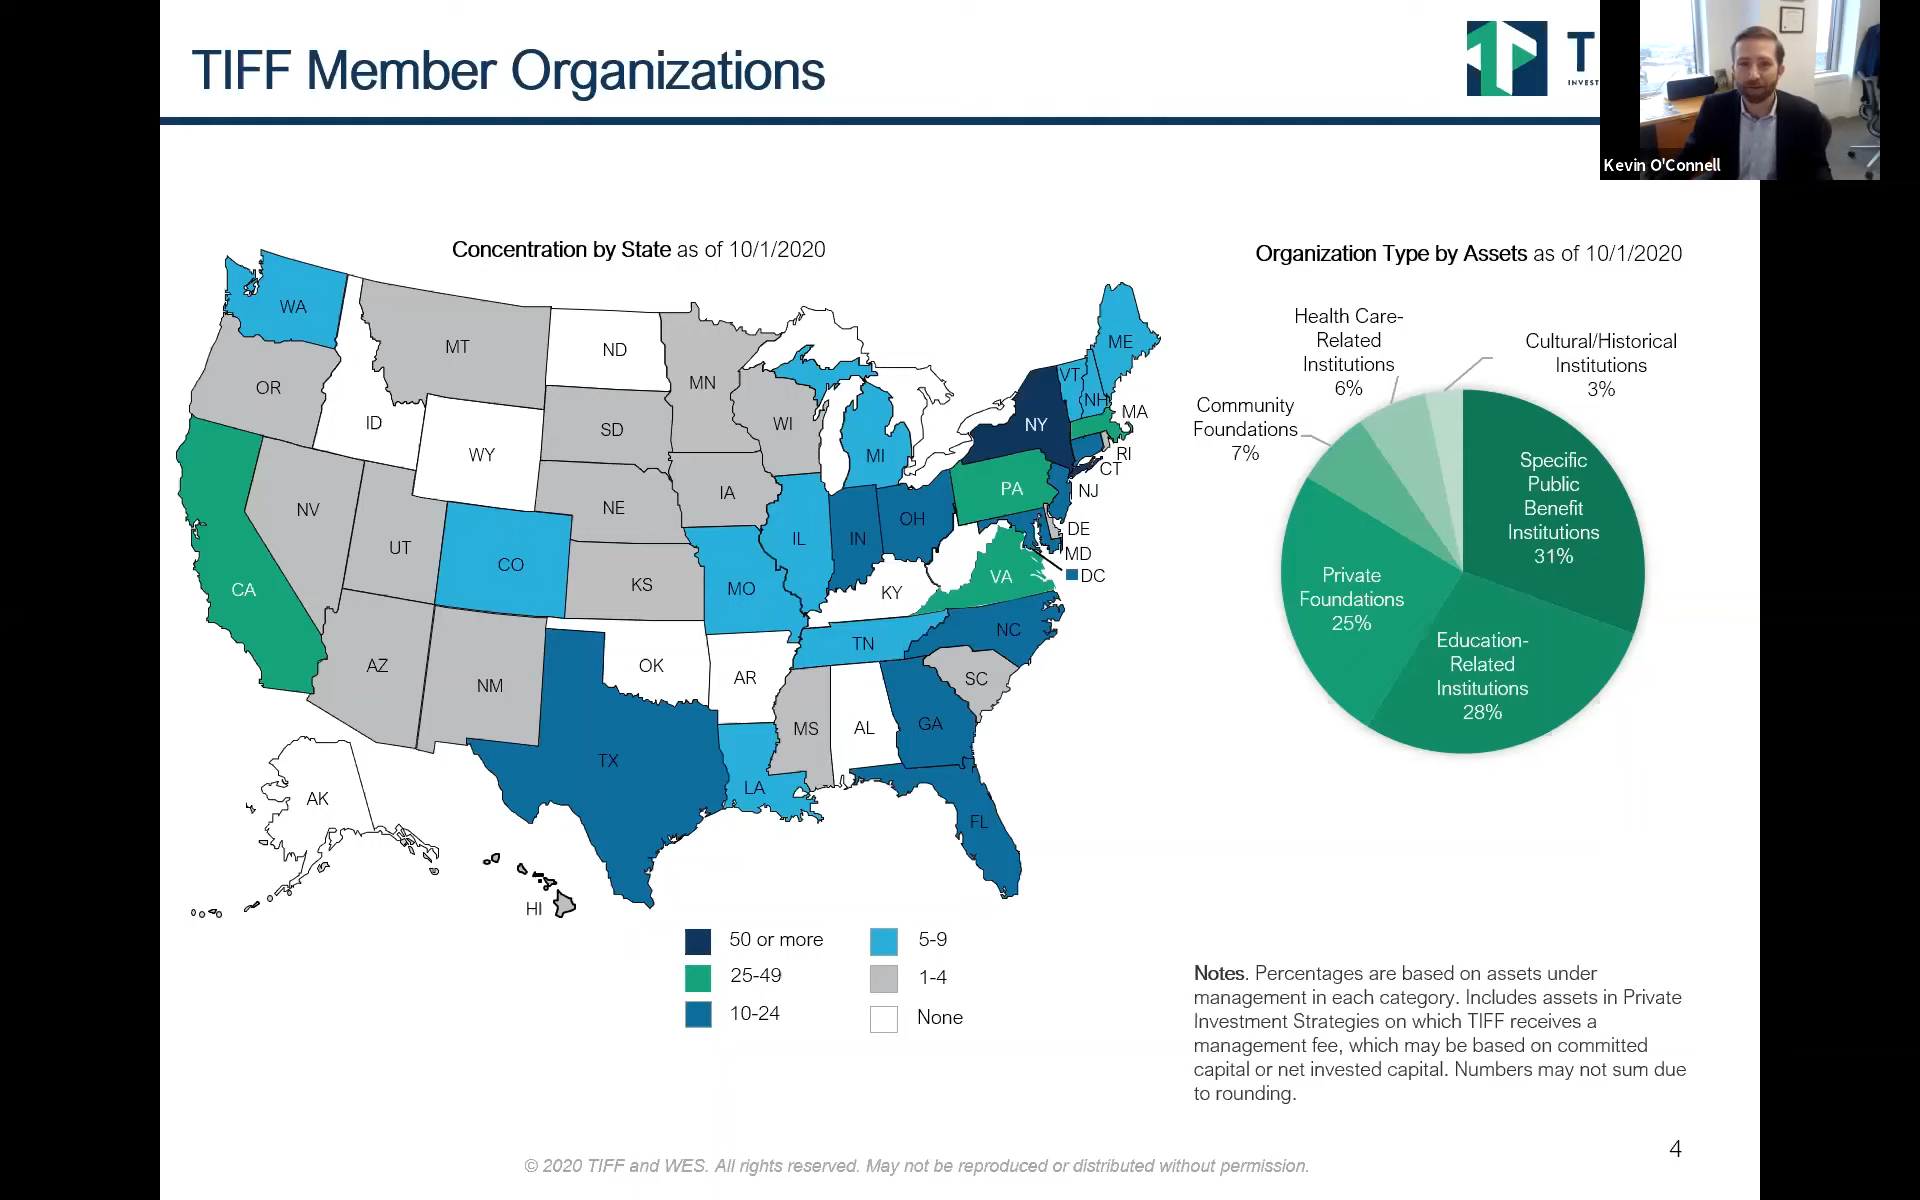 TIFF Member Organizations
T
INVEST
Kevin O'Connell
Concentration by State as of 10/1/2020
WA
OR
CA
NV
ID
MT
WY
UT
AZ
CO
NM
ND
SD
NE
KS
OK
TX
MN
IA
MO
AR
LA
WI
IL
MS
MI
IN
OH
KY
TN
AL
GA
FL
SC
NC
VA
PA
NY
VT
NH
ME
MA
RI
CT
NJ
DE
MD
DC
AK
HI
50 or more
25-49
10-24
5-9
1-4
None
Organization Type by Assets as of 10/1/2020
Health Care-
Related
Institutions
6%
Cultural/Historical
Institutions
3%
Community
Foundations
7%
Specific
Public
Benefit
Institutions
31%
Private
Foundations
25%
Education-
Related
Institutions
28%
Notes. Percentages are based on assets under
management in each category. Includes assets in Private
Investment Strategies on which TIFF receives a
management fee, which may be based on committed
capital or net invested capital. Numbers may not sum due
to rounding.
4
© 2020 TIFF and WES. All rights reserved. May not be reproduced or distributed without permission.